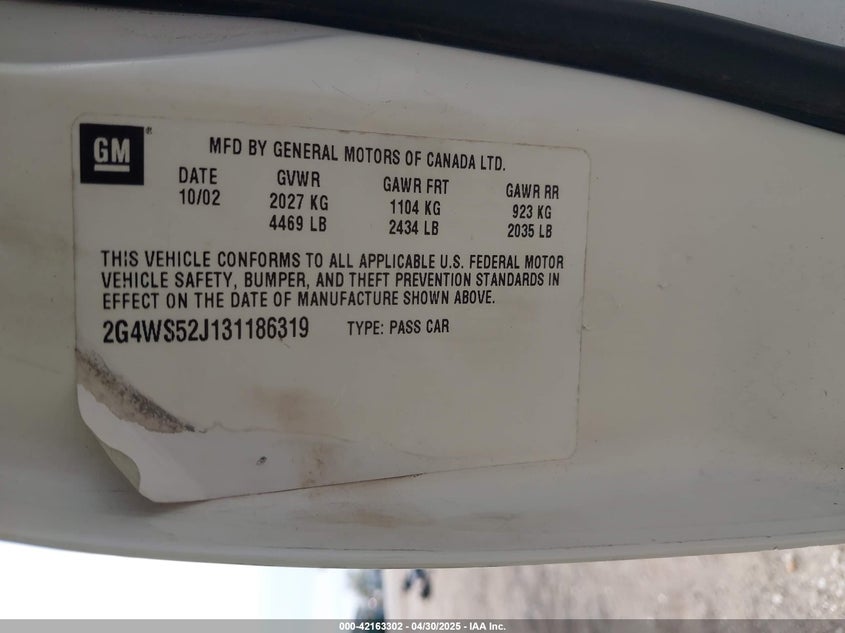 GM®
MFD BY GENERAL MOTORS OF CANADA LTD.
DATE GVWR GAWR FRT GAWR RR
10/02 2027 KG 1104 KG 923 KG
4469 LB 2434 LB 2035 LB
THIS VEHICLE CONFORMS TO ALL APPLICABLE U.S. FEDERAL MOTOR
VEHICLE SAFETY, BUMPER, AND THEFT PREVENTION STANDARDS IN
EFFECT ON THE DATE OF MANUFACTURE SHOWN ABOVE.
2G4WS52J131186319 TYPE: PASS CAR
000-42163302 - 04/30/2025 - IAA Inc.